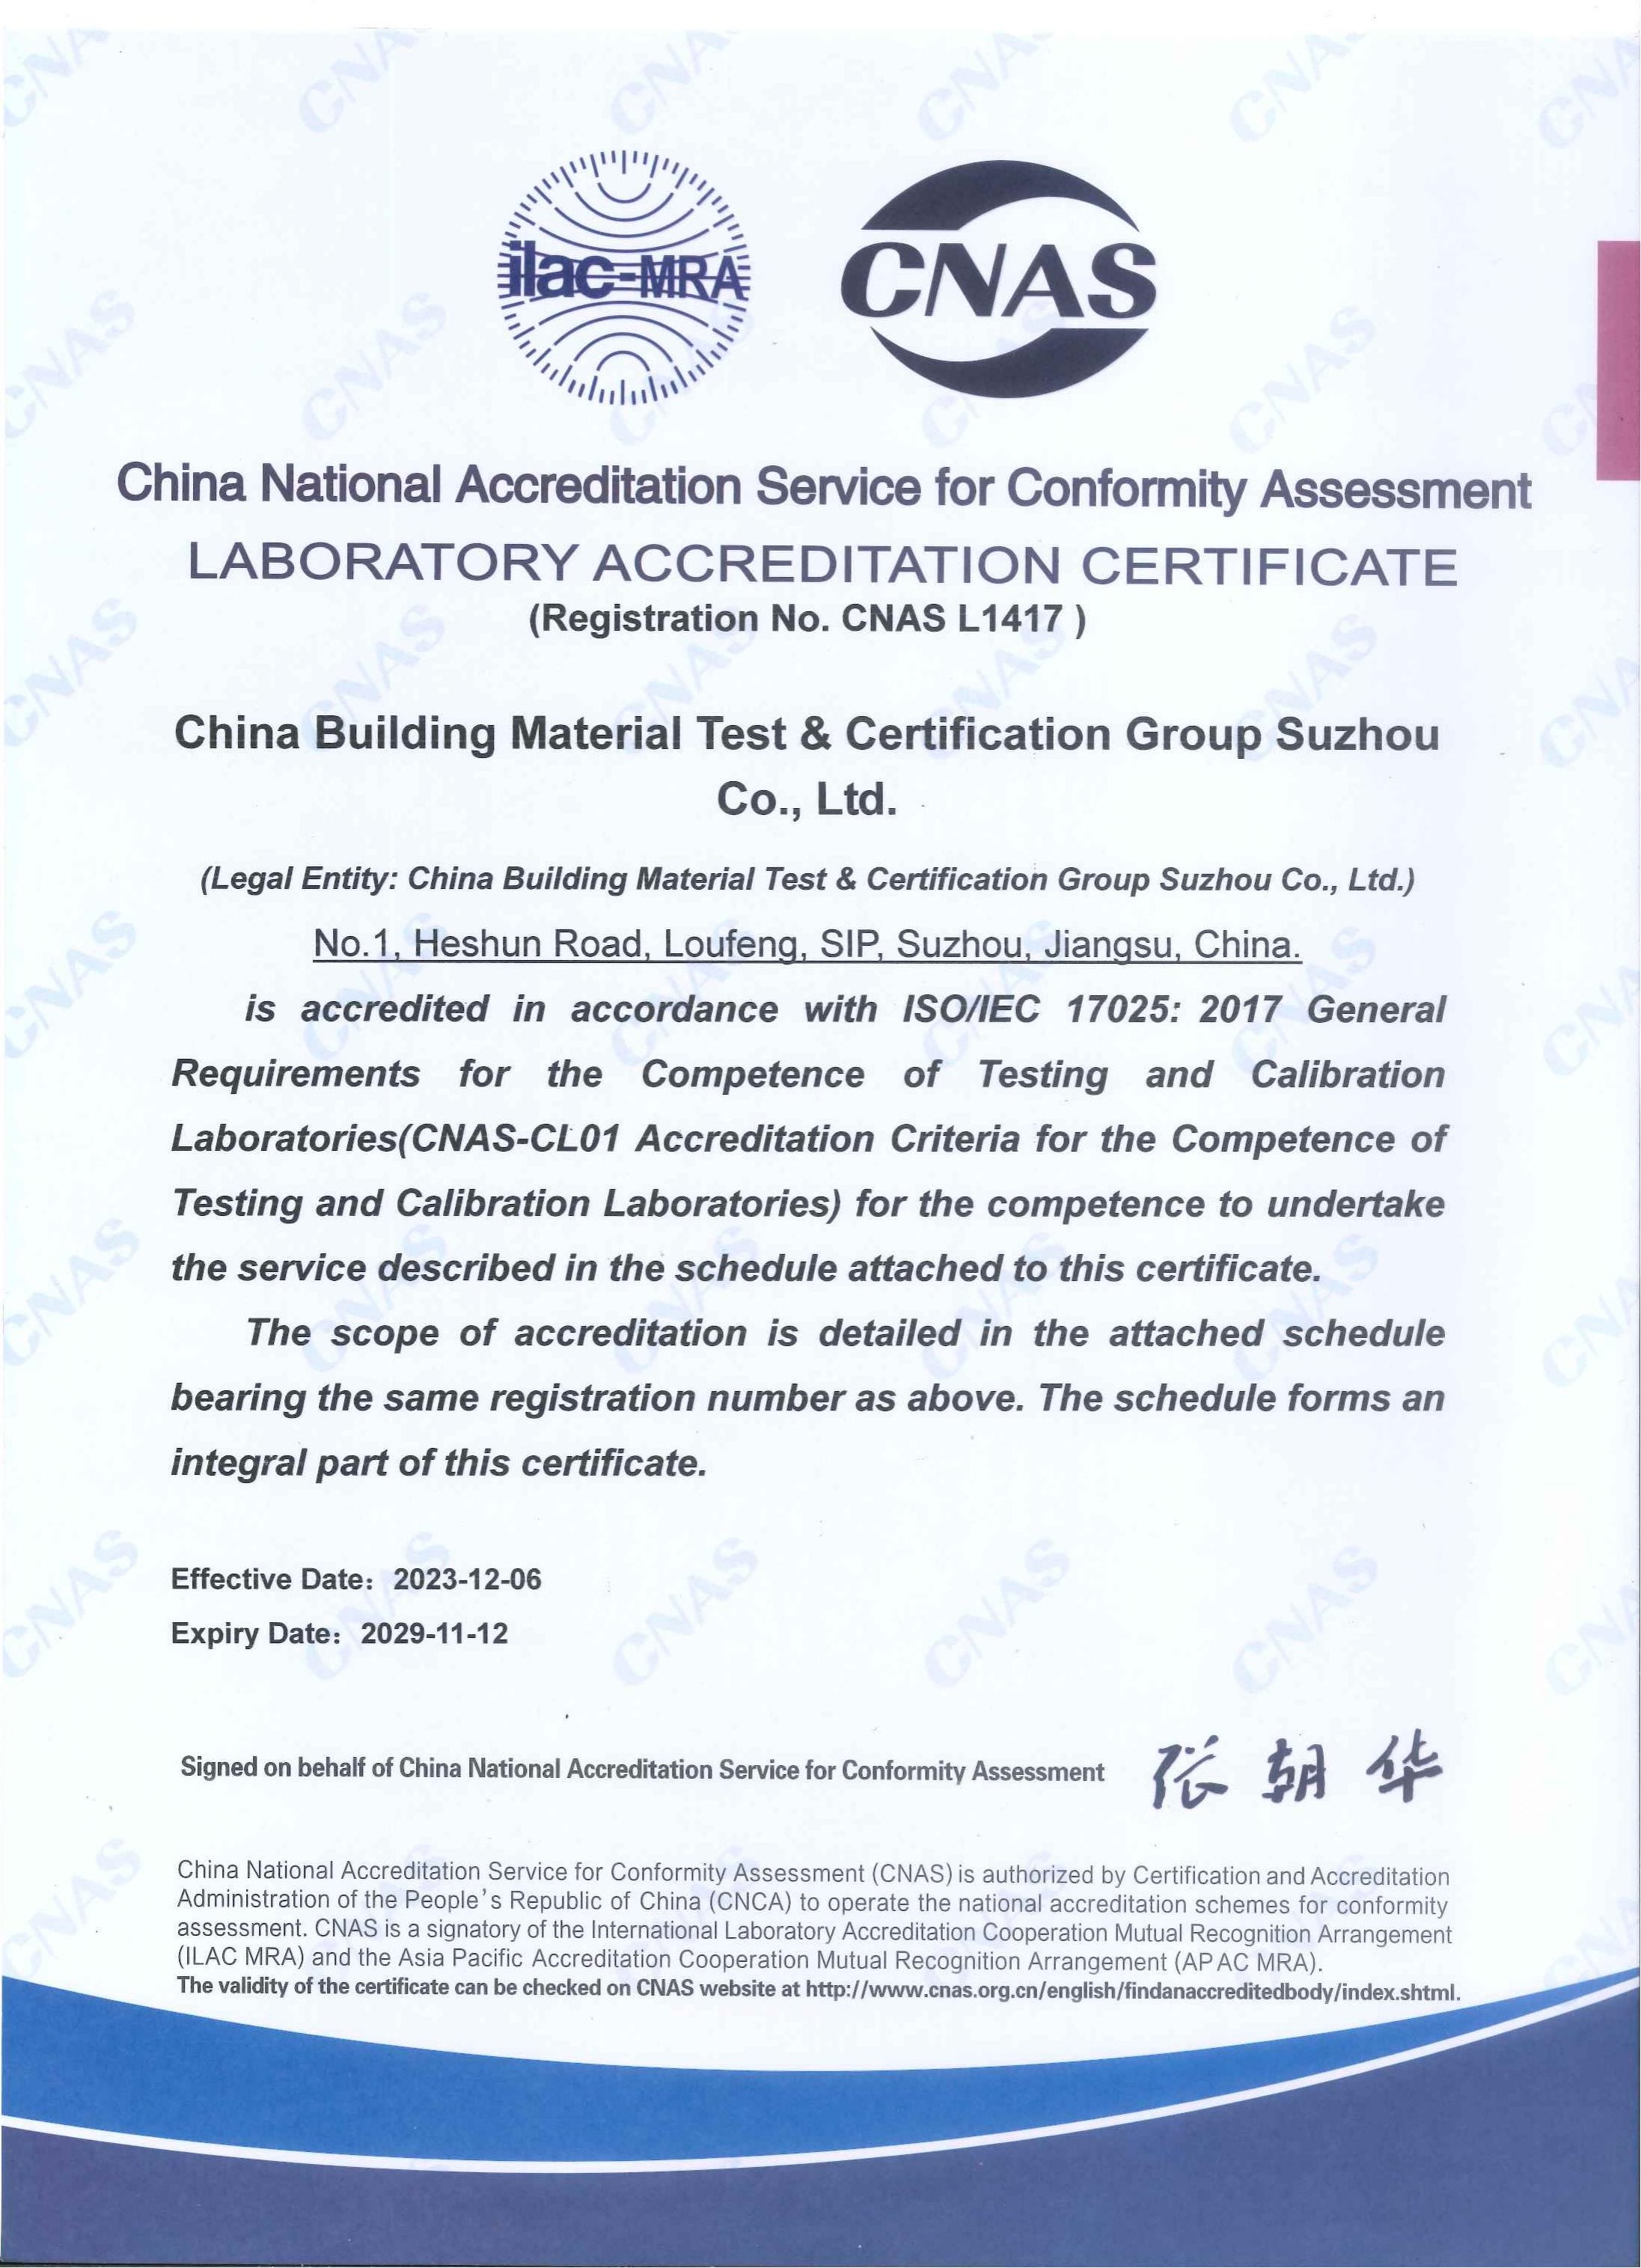 ilac-MRA
CNAS
China National Accreditation Service for Conformity Assessment
LABORATORY ACCREDITATION CERTIFICATE
(Registration No. CNAS L1417 )
China Building Material Test & Certification Group Suzhou
Co., Ltd.
(Legal Entity: China Building Material Test & Certification Group Suzhou Co., Ltd.)
No.1, Heshun Road, Loufeng, SIP, Suzhou, Jiangsu, China.
is accredited in accordance with ISO/IEC 17025: 2017 General
Requirements for the Competence of Testing and Calibration
Laboratories(CNAS-CL01 Accreditation Criteria for the Competence of
Testing and Calibration Laboratories) for the competence to undertake
the service described in the schedule attached to this certificate.
The scope of accreditation is detailed in the attached schedule
bearing the same registration number as above. The schedule forms an
integral part of this certificate.
Effective Date：2023-12-06
Expiry Date：2029-11-12
Signed on behalf of China National Accreditation Service for Conformity Assessment 张朝华
China National Accreditation Service for Conformity Assessment (CNAS) is authorized by Certification and Accreditation
Administration of the People's Republic of China (CNCA) to operate the national accreditation schemes for conformity
assessment. CNAS is a signatory of the International Laboratory Accreditation Cooperation Mutual Recognition Arrangement
(ILAC MRA) and the Asia Pacific Accreditation Cooperation Mutual Recognition Arrangement (APAC MRA).
The validity of the certificate can be checked on CNAS website at http://www.cnas.org.cn/english/findanaccreditedbody/index.shtml.